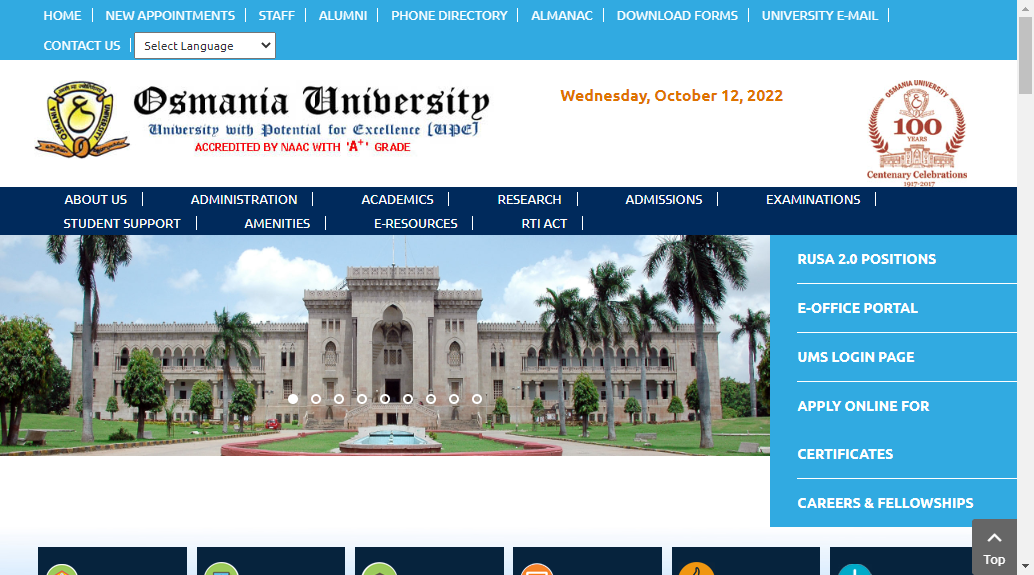 HOME NEW APPOINTMENTS STAFF ALUMNI PHONE DIRECTORY ALMANAC DOWNLOAD FORMS UNIVERSITY E-MAIL
CONTACT US Select Language
Osmania University
University with Potential for Excellence (UPE)
ACCREDITED BY NAAC WITH 'A+' GRADE
Wednesday, October 12, 2022
OSMANIA UNIVERSITY
100
YEARS
Centenary Celebrations
1917-2017
ABOUT US ADMINISTRATION ACADEMICS RESEARCH ADMISSIONS EXAMINATIONS
STUDENT SUPPORT AMENITIES E-RESOURCES RTI ACT
RUSA 2.0 POSITIONS
E-OFFICE PORTAL
UMS LOGIN PAGE
APPLY ONLINE FOR
CERTIFICATES
CAREERS & FELLOWSHIPS
Top